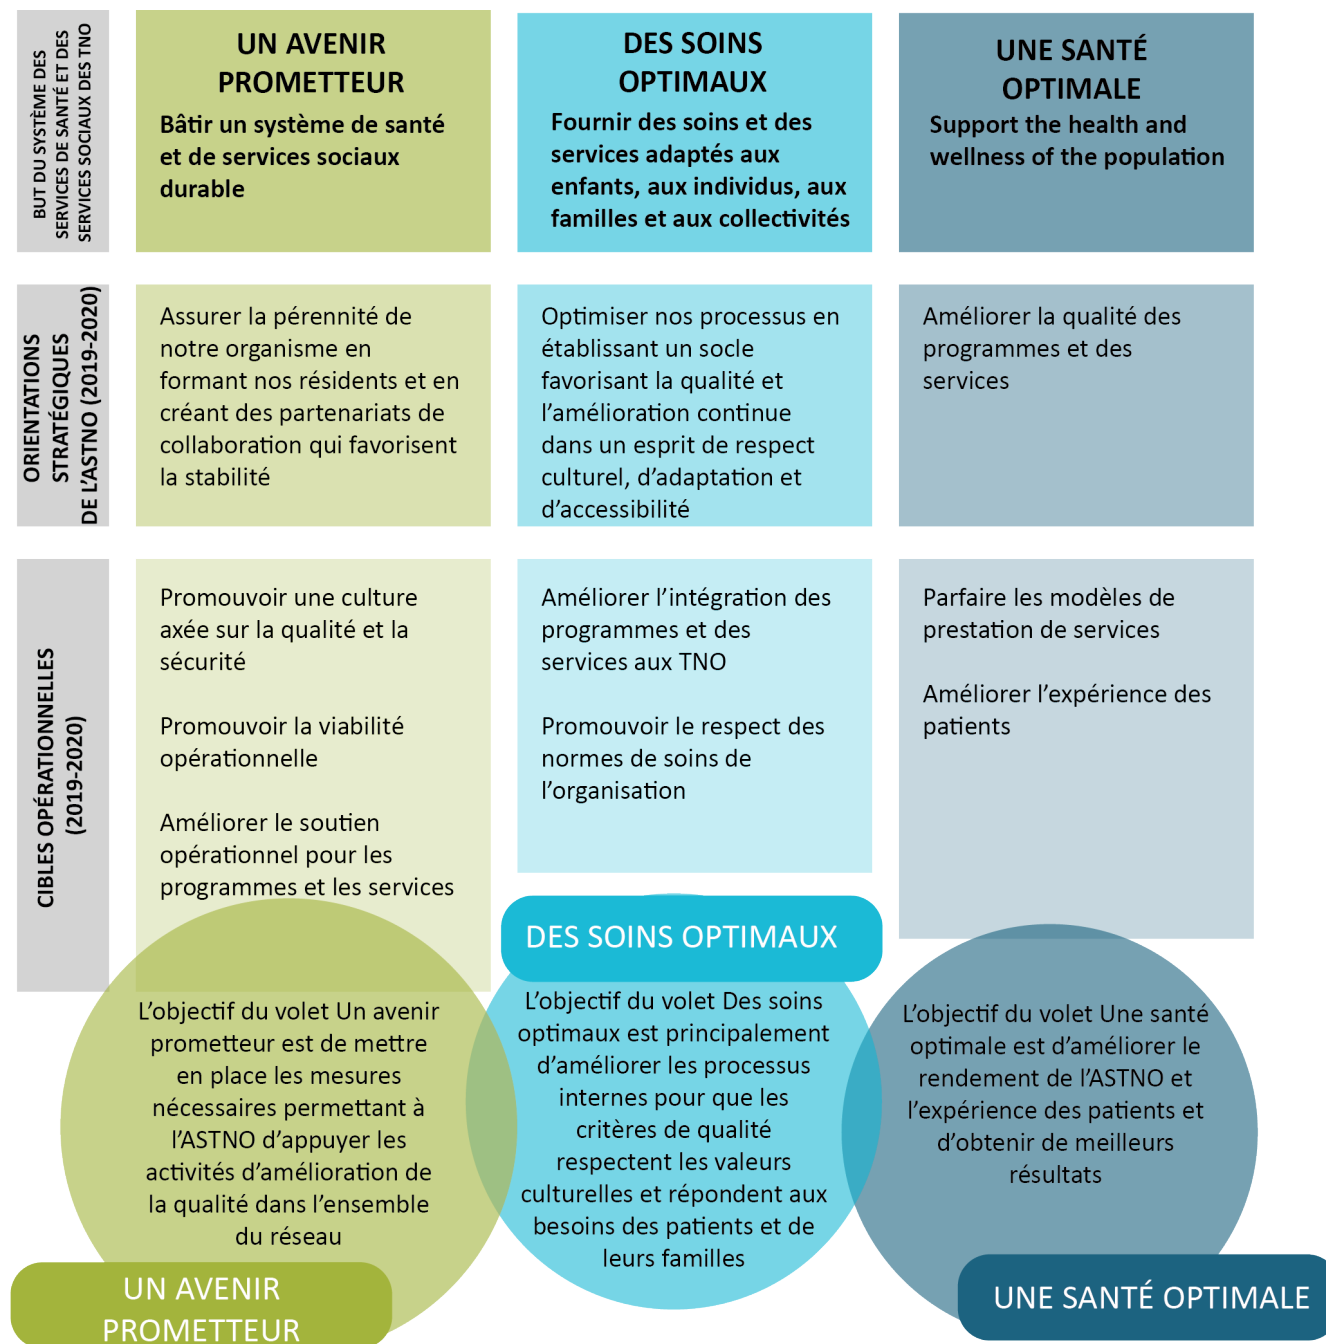 BUT DU SYSTÈME DES
SERVICES DE SANTÉ ET DES
SERVICES SOCIAUX DES TNO
UN AVENIR
PROMETTEUR
Bâtir un système de santé
et de services sociaux
durable
DES SOINS
OPTIMAUX
Fournir des soins et des
services adaptés aux
enfants, aux individus, aux
familles et aux collectivités
UNE SANTÉ
OPTIMALE
Support the health and
wellness of the population
ORIENTATIONS
STRATÉGIQUES
DE L’ASTNO (2019-2020)
Assurer la pérennité de
notre organisme en
formant nos résidents et en
créant des partenariats de
collaboration qui favorisent
la stabilité
Optimiser nos processus en
établissant un socle
favorisant la qualité et
l’amélioration continue
dans un esprit de respect
culturel, d’adaptation et
d’accessibilité
Améliorer la qualité des
programmes et des
services
CIBLES OPÉRATIONNELLES
(2019-2020)
Promouvoir une culture
axée sur la qualité et la
sécurité
Promouvoir la viabilité
opérationnelle
Améliorer le soutien
opérationnel pour les
programmes et les services
Améliorer l’intégration des
programmes et des
services aux TNO
Promouvoir le respect des
normes de soins de
l’organisation
Parfaire les modèles de
prestation de services
Améliorer l’expérience des
patients
L’objectif du volet Un avenir
prometteur est de mettre
en place les mesures
nécessaires permettant à
l’ASTNO d’appuyer les
activités d’amélioration de
la qualité dans l’ensemble
du réseau
UN AVENIR
PROMETTEUR
DES SOINS OPTIMAUX
L’objectif du volet Des soins
optimaux est principalement
d’améliorer les processus
internes pour que les
critères de qualité
respectent les valeurs
culturelles et répondent aux
besoins des patients et de
leurs familles
L’objectif du volet Une santé
optimale est d’améliorer le
rendement de l’ASTNO et
l’expérience des patients et
d’obtenir de meilleurs
résultats
UNE SANTÉ OPTIMALE